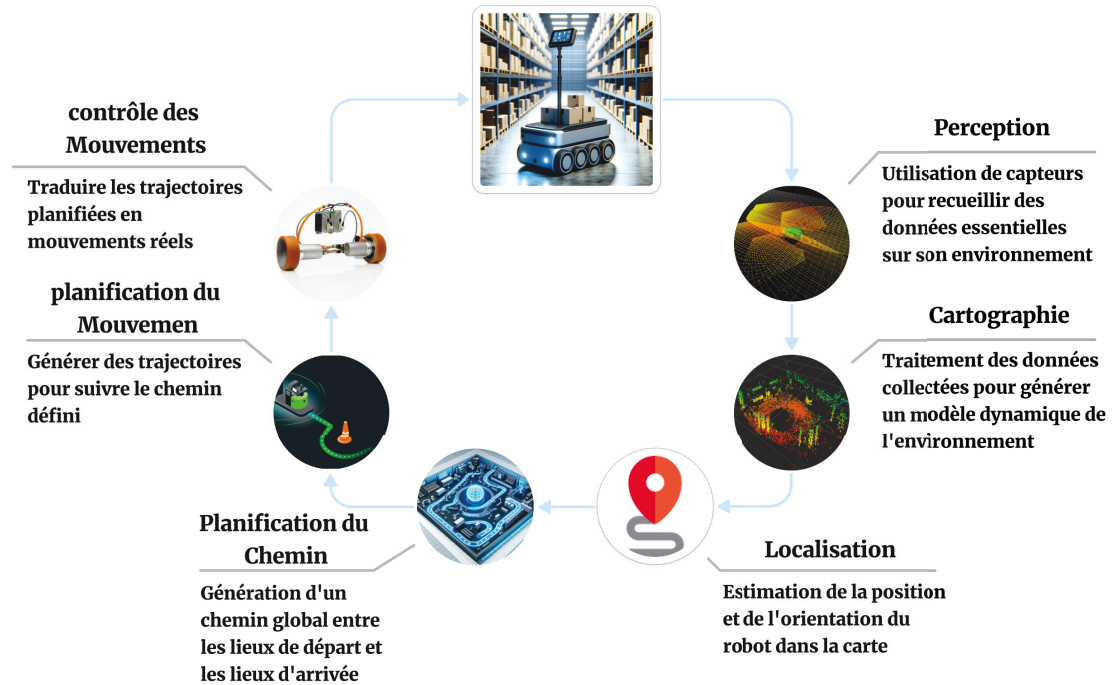 contrôle des
Mouvements
Traduire les trajectoires
planifiées en
mouvements réels
planification du
Mouvemen
Générer des trajectoires
pour suivre le chemin
défini
Planification du
Chemin
Génération d'un
chemin global entre
les lieux de départ et
les lieux d'arrivée
Perception
Utilisation de capteurs
pour recueillir des
données essentielles
sur son environnement
Cartographie
Traitement des données
collectées pour générer
un modèle dynamique de
l'environnement
Localisation
Estimation de la position
et de l'orientation du
robot dans la carte